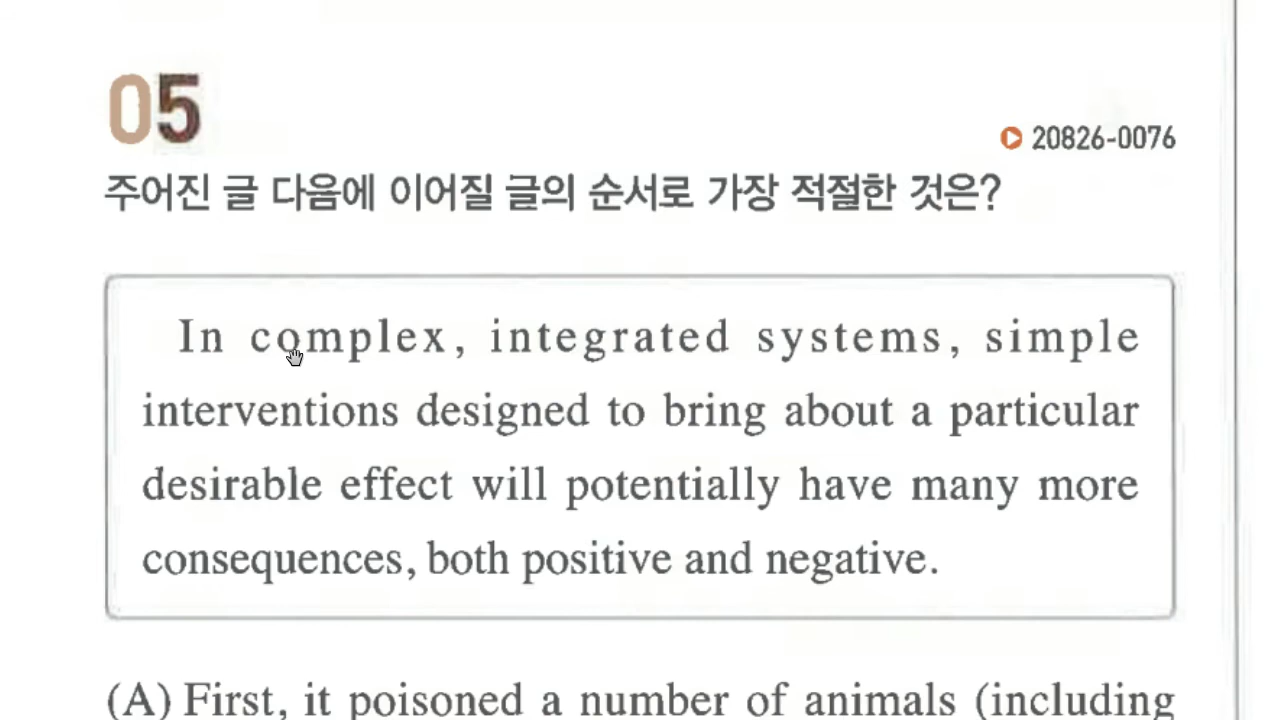 05
20826-0076
주어진 글 다음에 이어질 글의 순서로 가장 적절한 것은?
In complex, integrated systems, simple
interventions designed to bring about a particular
desirable effect will potentially have many more
consequences, both positive and negative.
(A) First, it poisoned a number of animals (including